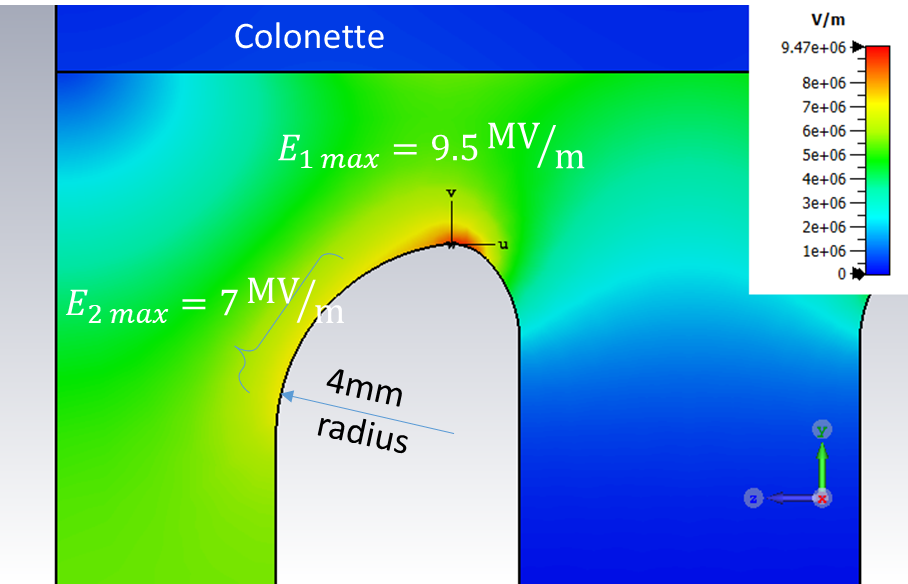 Colonette
V/m
9.47e+06
8e+06
7e+06
6e+06
5e+06
4e+06
3e+06
2e+06
1e+06
0
E₁ max = 9.5 MV/m
v
w
u
E₂ max = 7 MV/m
4mm
radius
y
z
x